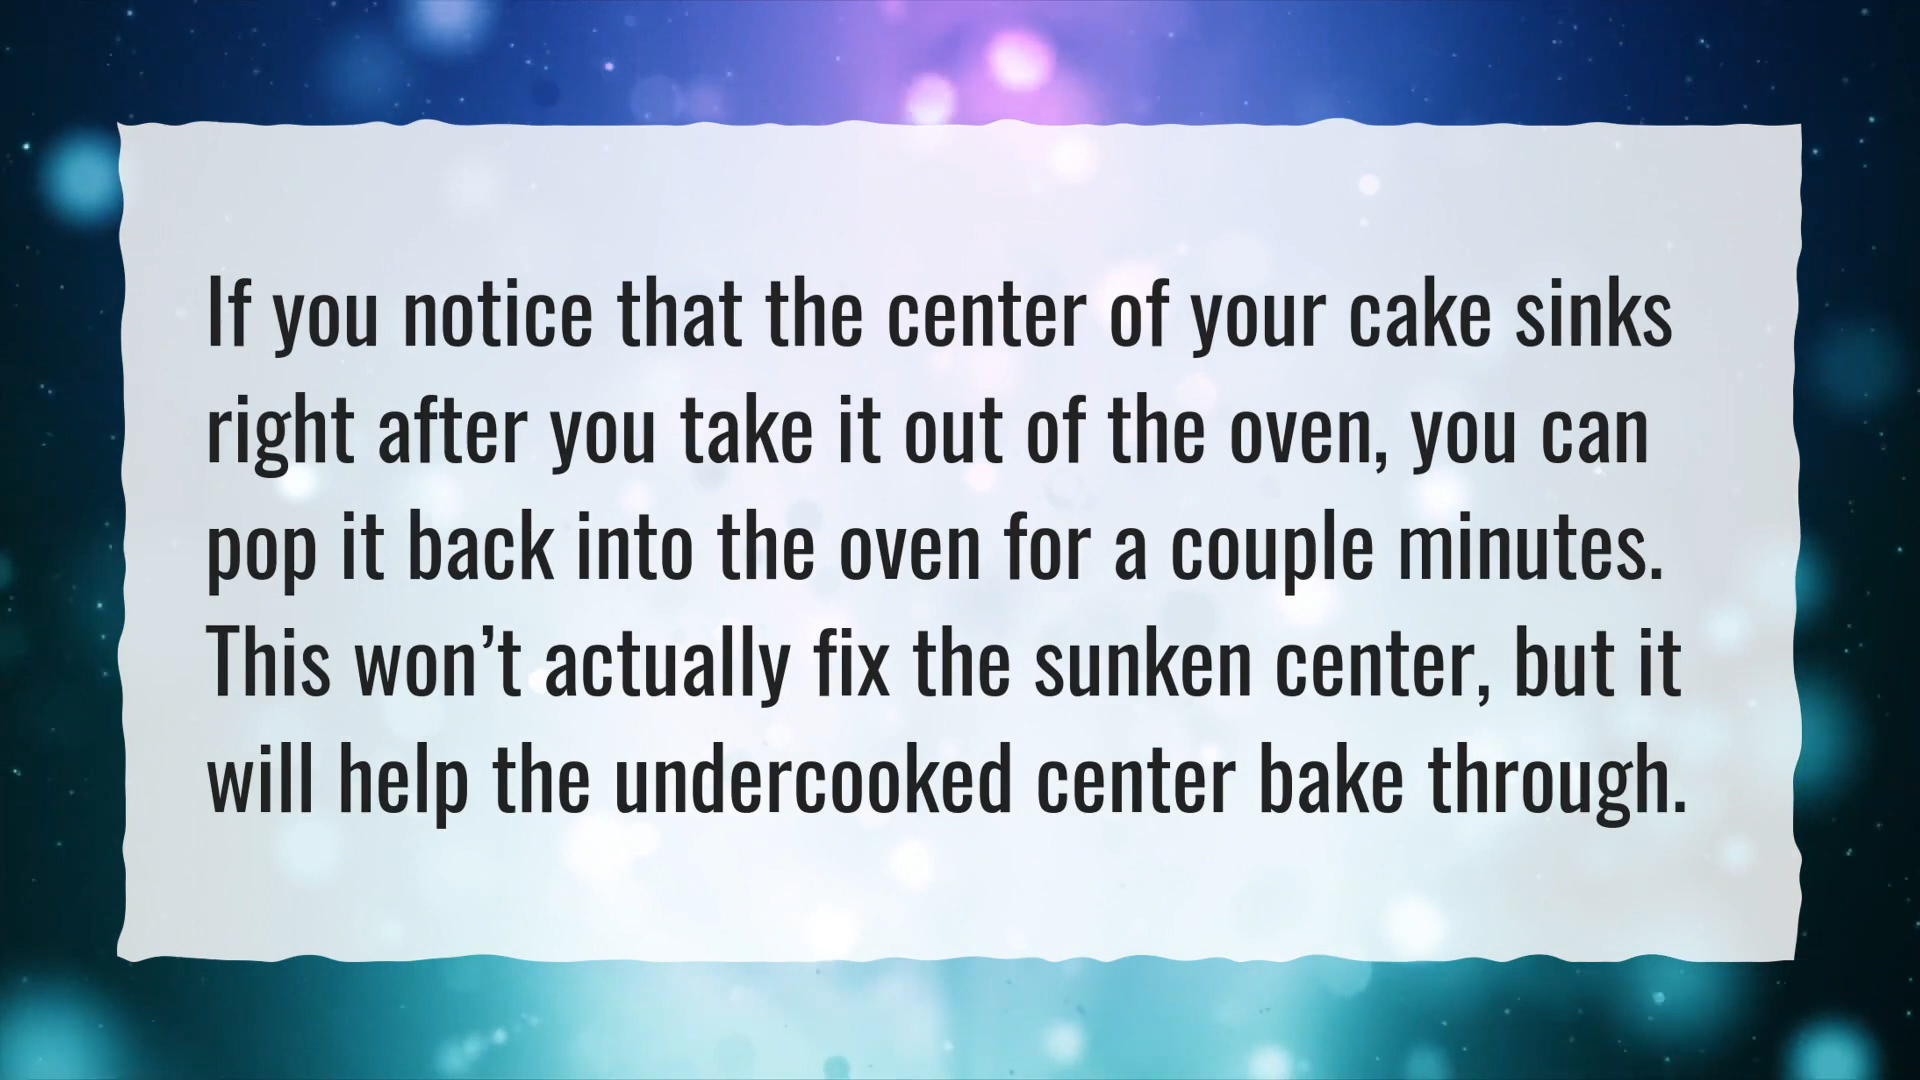 If you notice that the center of your cake sinks
right after you take it out of the oven, you can
pop it back into the oven for a couple minutes.
This won’t actually fix the sunken center, but it
will help the undercooked center bake through.